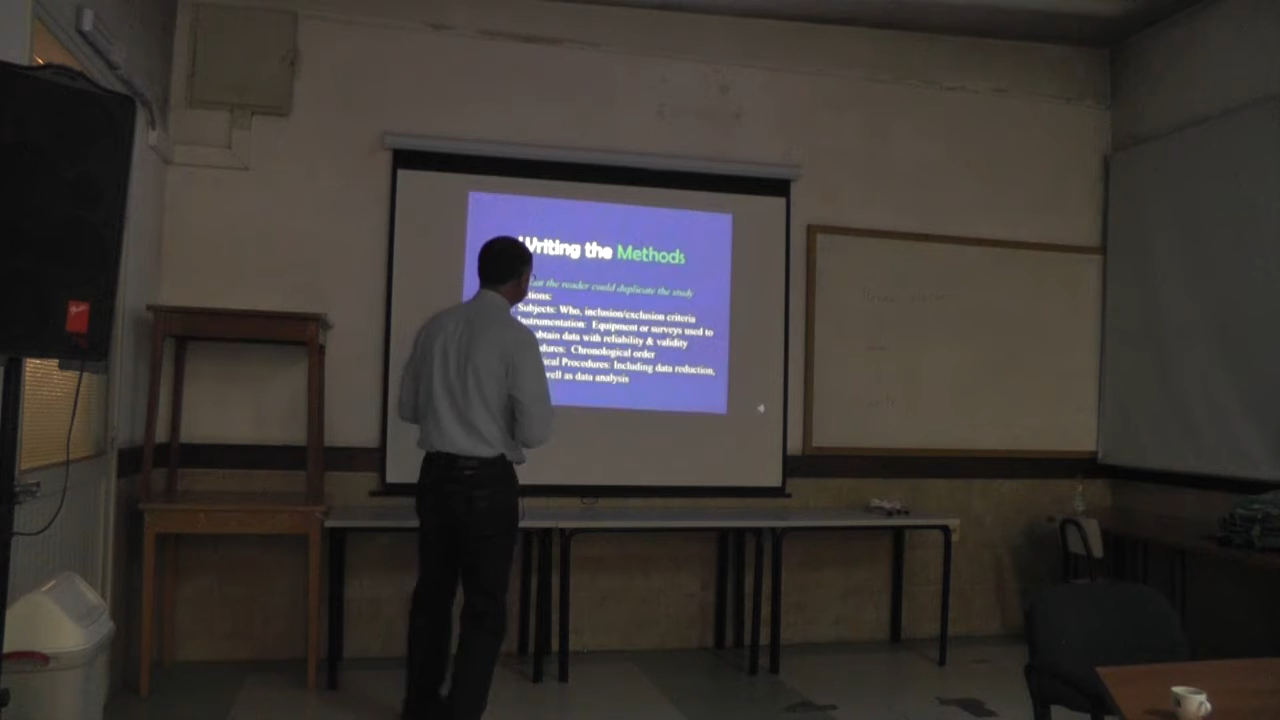 Writing the Methods
the reader could duplicate the study
Subjects: Who, inclusion/exclusion criteria
Instrumentation: Equipment or surveys used to
obtain data with reliability & validity
Chronological order
Procedures: Including data reduction,
well as data analysis